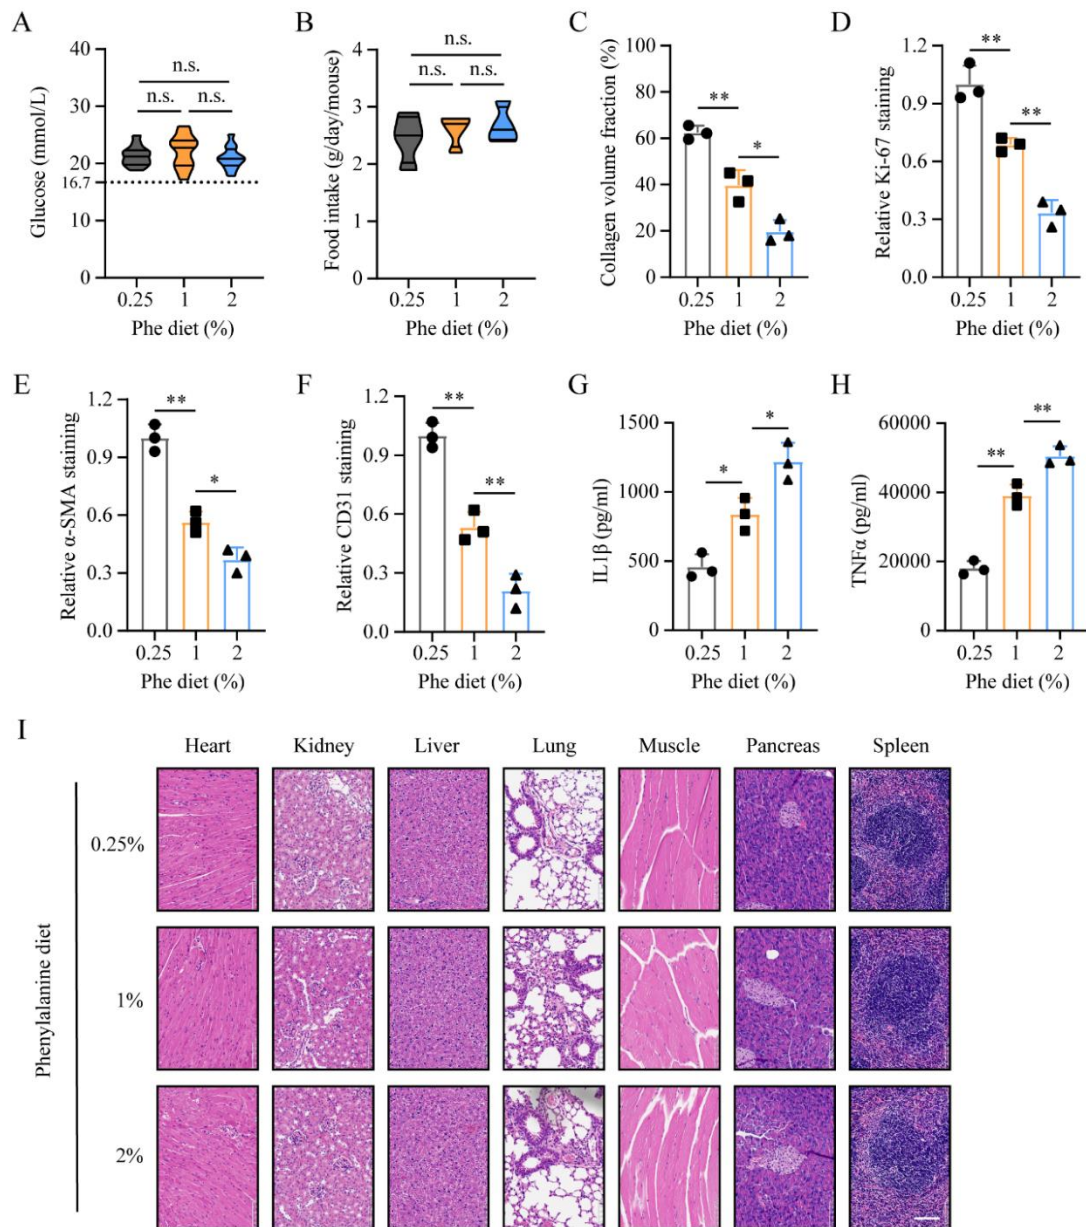 A
Glucose (mmol/L)
40
30
20
16.7
10
0
n.s.
n.s. n.s.
0.25 1 2
Phe diet (%)
B
Food intake (g/day/mouse)
4
3
2
1
0
n.s.
n.s. n.s.
0.25 1 2
Phe diet (%)
C
Collagen volume fraction (%)
100
80
60
40
20
0
**
*
0.25 1 2
Phe diet (%)
D
Relative Ki-67 staining
1.2
0.9
0.6
0.3
0.0
**
**
0.25 1 2
Phe diet (%)
E
Relative α-SMA staining
1.2
0.9
0.6
0.3
0.0
**
*
0.25 1 2
Phe diet (%)
F
Relative CD31 staining
1.2
0.9
0.6
0.3
0.0
**
**
0.25 1 2
Phe diet (%)
G
IL1β (pg/ml)
1500
1000
500
0
*
*
0.25 1 2
Phe diet (%)
H
TNFα (pg/ml)
60000
40000
20000
0
**
**
0.25 1 2
Phe diet (%)
I
Heart Kidney Liver Lung Muscle Pancreas Spleen
Phenylalanine diet
0.25%
1%
2%